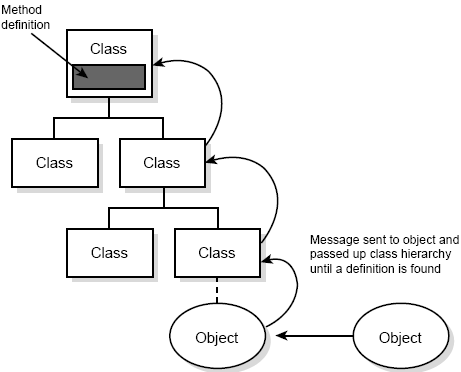 Method
definition
Class
Class
Class
Class
Class
Message sent to object and
passed up class hierarchy
until a definition is found
Object
Object